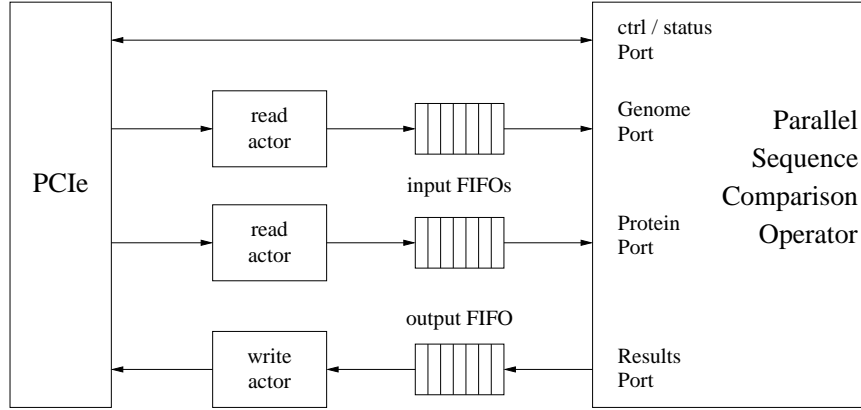 PCIe
ctrl / status
Port
read
actor
Genome
Port
input FIFOs
read
actor
Protein
Port
output FIFO
write
actor
Results
Port
Parallel
Sequence
Comparison
Operator